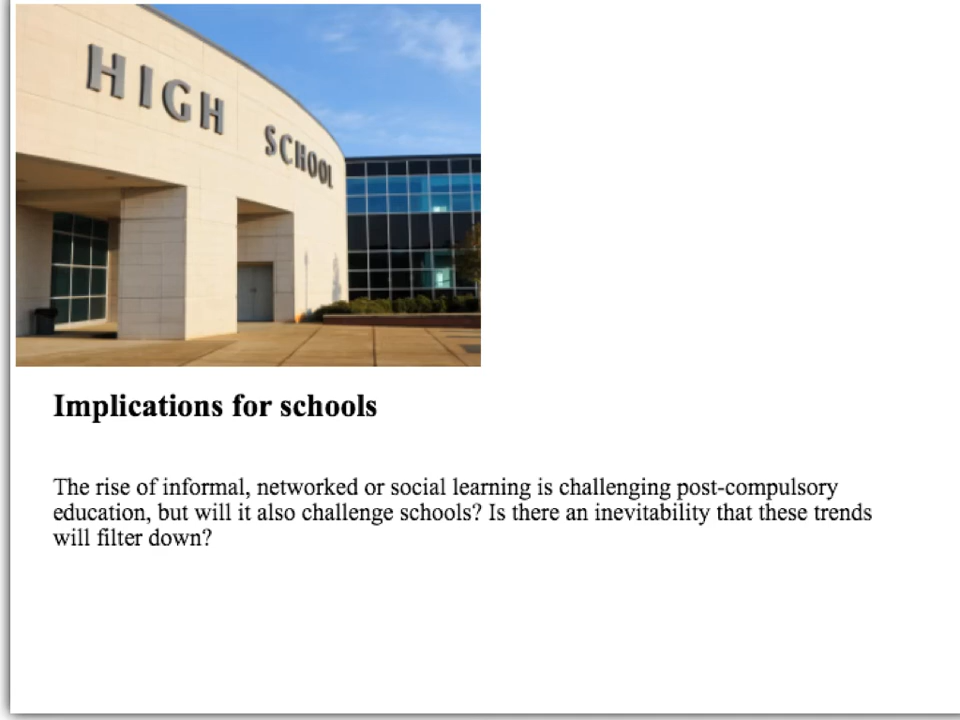 HIGH SCHOOL
Implications for schools
The rise of informal, networked or social learning is challenging post-compulsory
education, but will it also challenge schools? Is there an inevitability that these trends
will filter down?